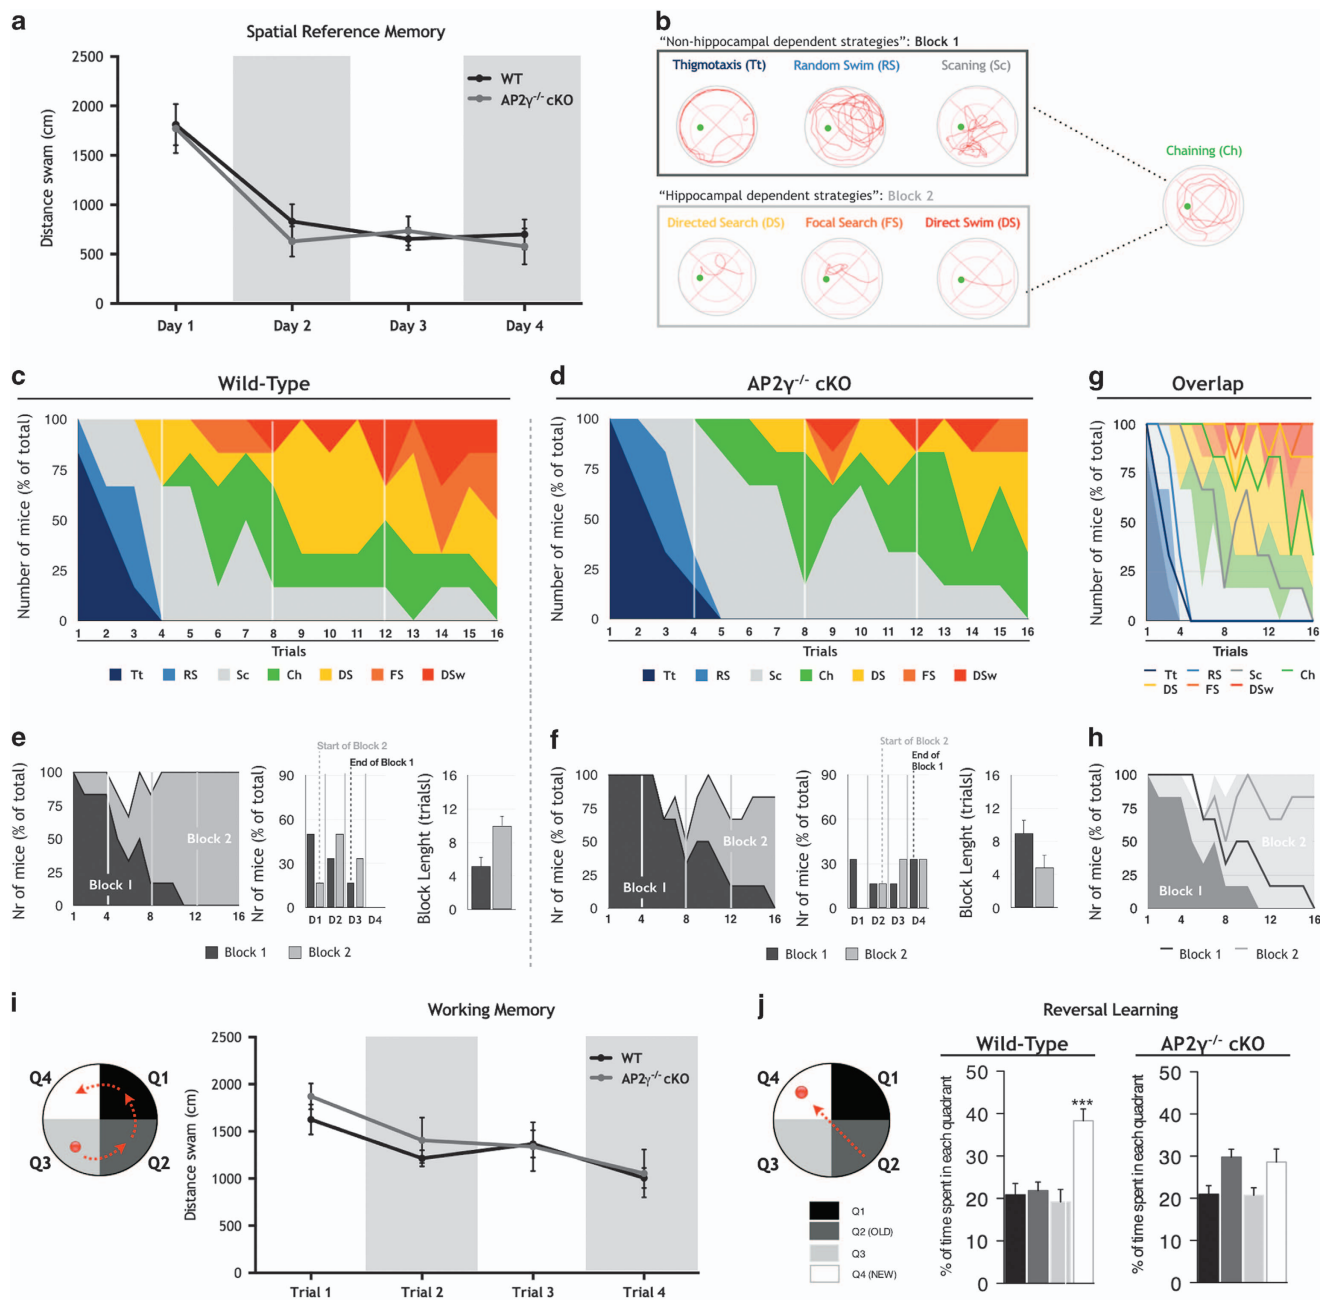 a
Spatial Reference Memory
2500
2000
1500
1000
500
0
Distance swam (cm)
WT
AP2γ-/- cKO
Day 1 Day 2 Day 3 Day 4
b
“Non-hippocampal dependent strategies”: Block 1
Thigmotaxis (Tt) Random Swim (RS) Scaning (Sc)
“Hippocampal dependent strategies”: Block 2
Directed Search (DS) Focal Search (FS) Direct Swim (DS)
Chaining (Ch)
c
Wild-Type
Number of mice (% of total)
100
75
50
25
0
1 2 3 4 5 6 7 8 9 10 11 12 13 14 15 16
Trials
Tt RS Sc Ch DS FS DSw
d
AP2γ-/- cKO
Number of mice (% of total)
100
75
50
25
0
1 2 3 4 5 6 7 8 9 10 11 12 13 14 15 16
Trials
Tt RS Sc Ch DS FS DSw
g
Overlap
Number of mice (% of total)
100
75
50
25
0
1 4 8 12 16
Trials
Tt RS Sc Ch
DS FS DSw
e
Nr of mice (% of total)
100
75
50
25
0
Block 1
Block 2
1 4 8 12 16
Nr of mice (% of total)
90
60
30
0
Start of Block 2
End of Block 1
D1 D2 D3 D4
Block Lenght (trials)
16
12
8
4
0
Block 1 Block 2
f
Nr of mice (% of total)
100
75
50
25
0
Block 1
Block 2
1 4 8 12 16
Nr of mice (% of total)
90
60
30
0
Start of Block 2
End of
Block 1
D1 D2 D3 D4
Block Lenght (trials)
16
12
8
4
0
Block 1 Block 2
h
Nr of mice (% of total)
100
75
50
25
0
Block 1
Block 2
1 4 8 12 16
Block 1 Block 2
i
Working Memory
Q4 Q1
Q3 Q2
Distance swam (cm)
2500
2000
1500
1000
500
0
WT
AP2γ-/- cKO
Trial 1 Trial 2 Trial 3 Trial 4
j
Reversal Learning
Q4 Q1
Q3 Q2
Q1
Q2 (OLD)
Q3
Q4 (NEW)
Wild-Type
% of time spent in each quadrant
50
40
30
20
10
0
***
AP2γ-/- cKO
% of time spent in each quadrant
50
40
30
20
10
0